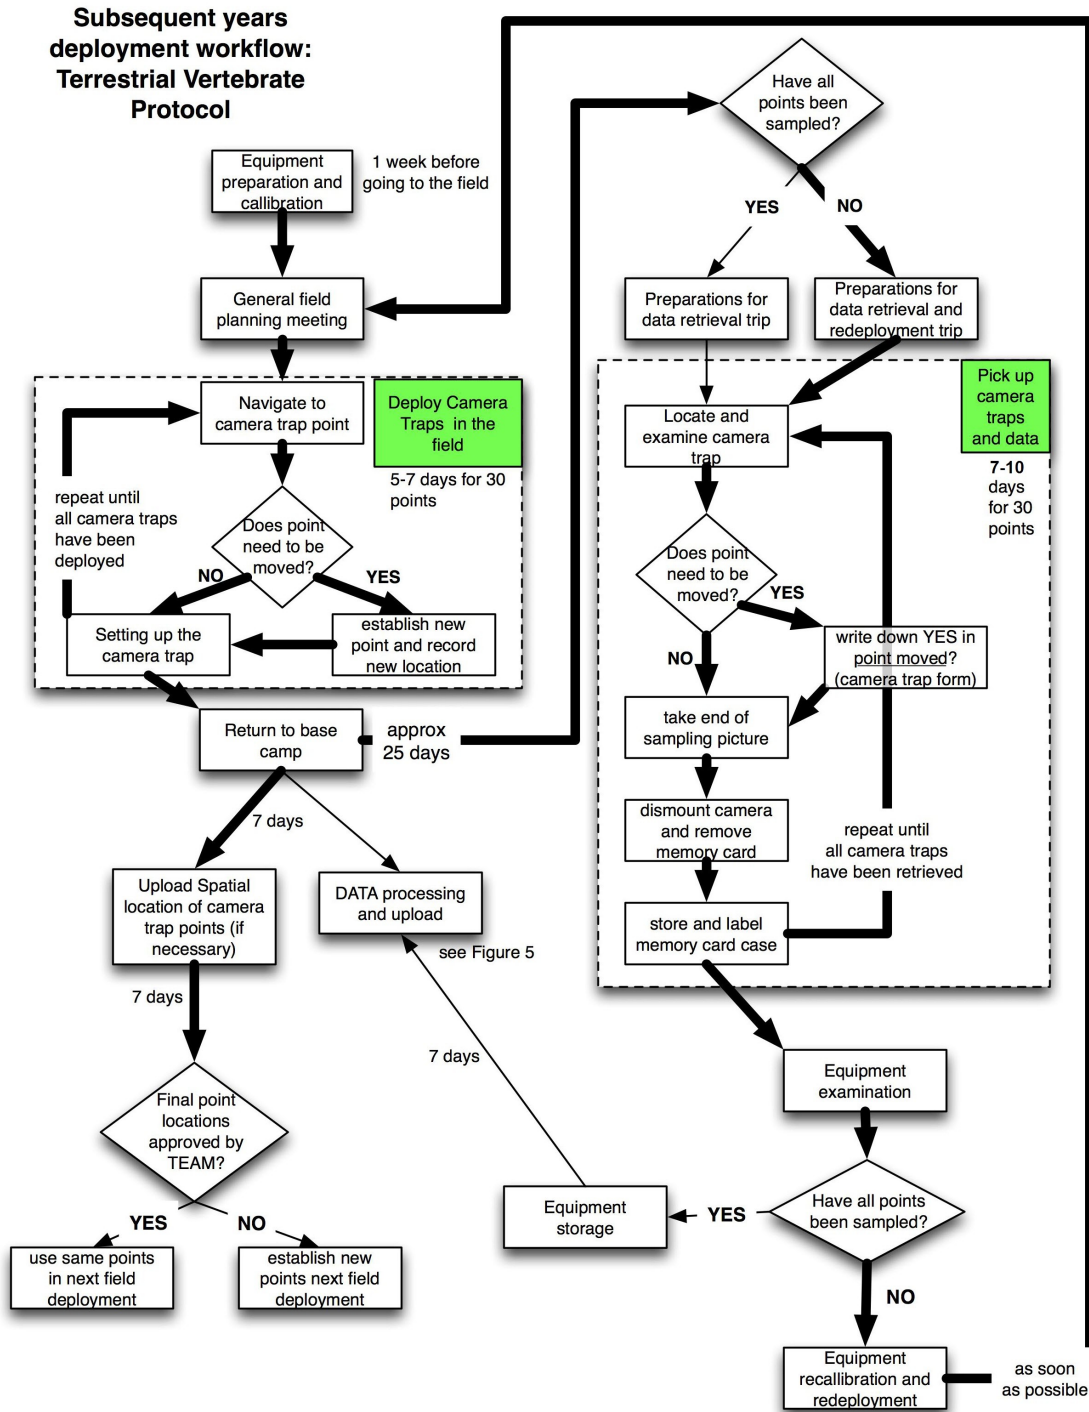 Subsequent years
deployment workflow:
Terrestrial Vertebrate
Protocol
Equipment
preparation and
callibration
1 week before
going to the field
General field
planning meeting
Navigate to
camera trap point
Deploy Camera
Traps in the
field
5-7 days for 30
points
repeat until
all camera traps
have been
deployed
Does point
need to be
moved?
NO
YES
Setting up the
camera trap
establish new
point and record
new location
Return to base
camp
approx
25 days
7 days
Upload Spatial
location of camera
trap points (if
necessary)
DATA processing
and upload
see Figure 5
7 days
Final point
locations
approved by
TEAM?
YES
NO
use same points
in next field
deployment
establish new
points next field
deployment
Have all
points been
sampled?
YES
NO
Preparations for
data retrieval trip
Preparations for
data retrieval and
redeployment trip
Pick up
camera
traps
and data
7-10
days
for 30
points
Locate and
examine camera
trap
Does point
need to be
moved?
YES
NO
write down YES in
point moved?
(camera trap form)
take end of
sampling picture
dismount camera
and remove
memory card
repeat until
all camera traps
have been retrieved
store and label
memory card case
Equipment
examination
Have all points
been sampled?
YES
Equipment
storage
7 days
NO
Equipment
recallibration and
redeployment
as soon
as possible